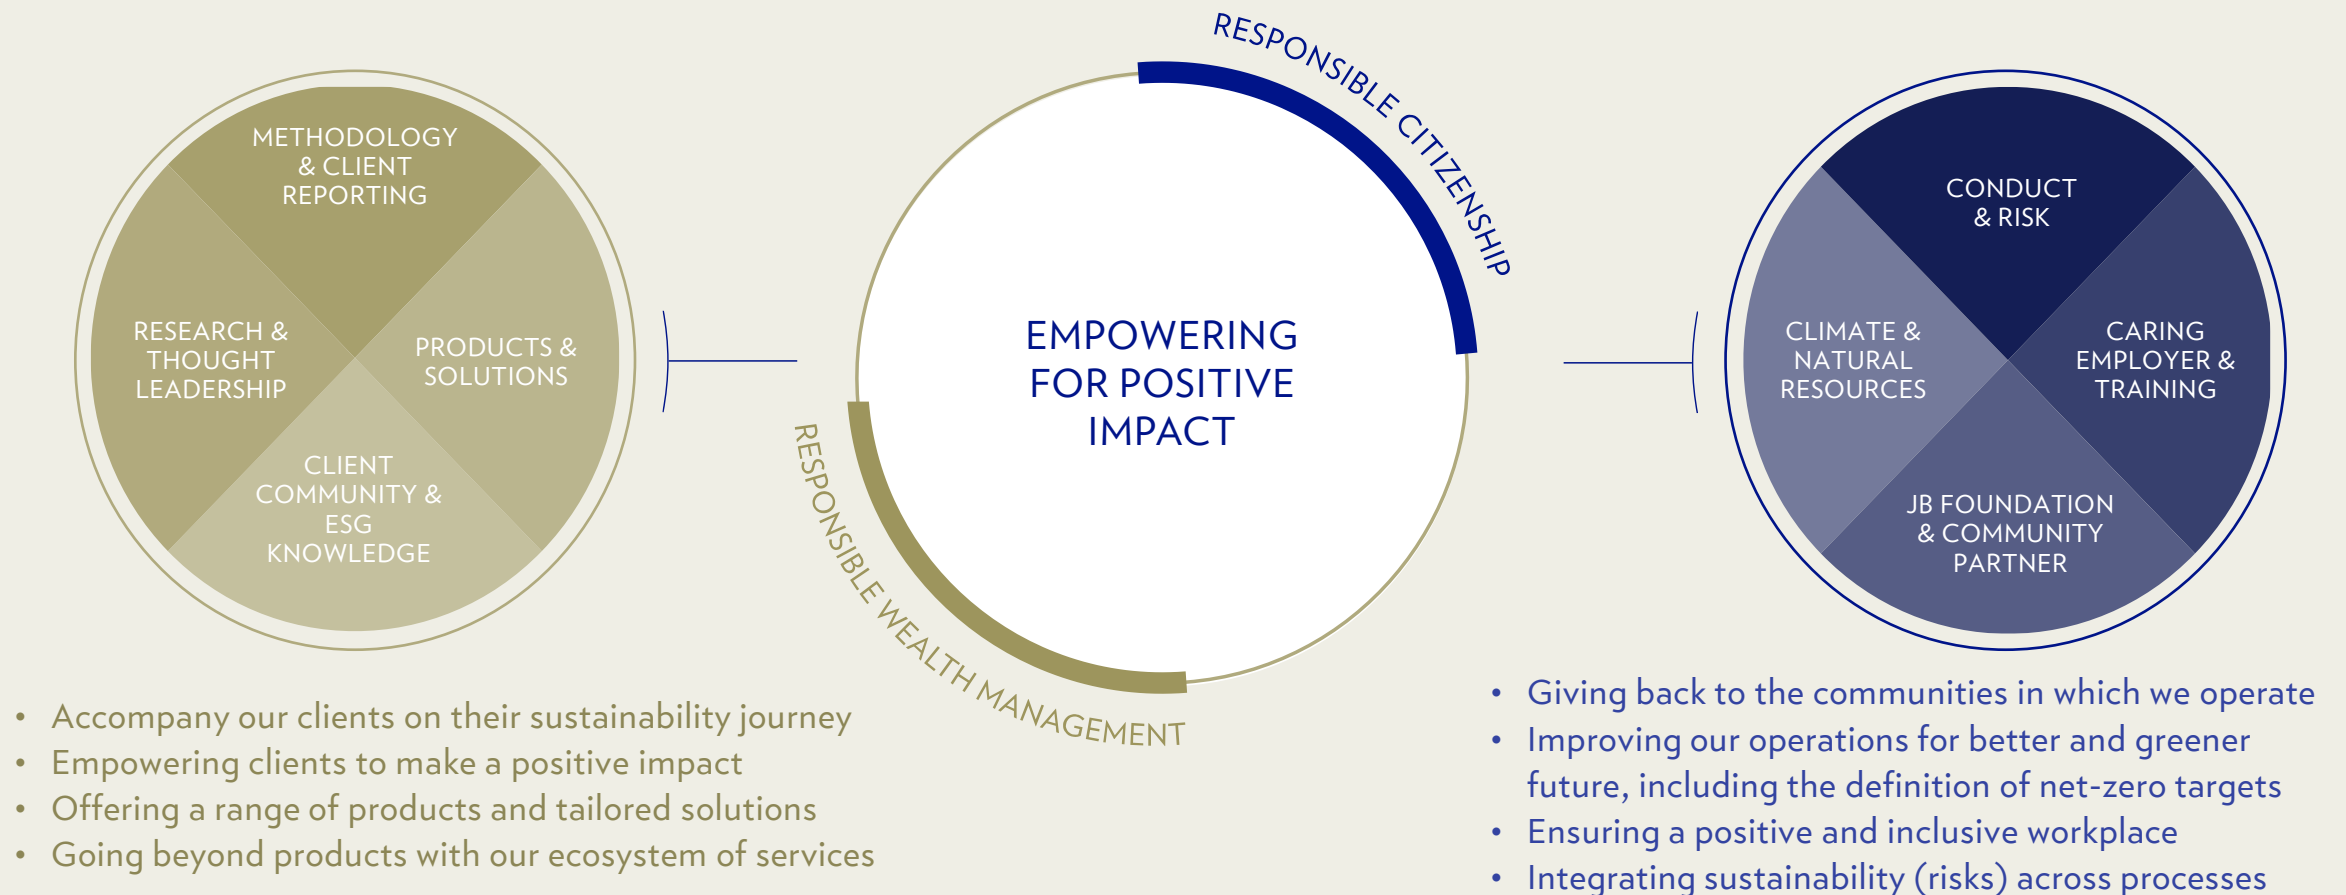 METHODOLOGY
& CLIENT
REPORTING
RESEARCH &
THOUGHT
LEADERSHIP
PRODUCTS &
SOLUTIONS
CLIENT
COMMUNITY &
ESG
KNOWLEDGE
• Accompany our clients on their sustainability journey
• Empowering clients to make a positive impact
• Offering a range of products and tailored solutions
• Going beyond products with our ecosystem of services
RESPONSIBLE CITIZENSHIP
EMPOWERING
FOR POSITIVE
IMPACT
RESPONSIBLE WEALTH MANAGEMENT
CONDUCT
& RISK
CLIMATE &
NATURAL
RESOURCES
CARING
EMPLOYER &
TRAINING
JB FOUNDATION
& COMMUNITY
PARTNER
• Giving back to the communities in which we operate
• Improving our operations for better and greener
future, including the definition of net-zero targets
• Ensuring a positive and inclusive workplace
• Integrating sustainability (risks) across processes